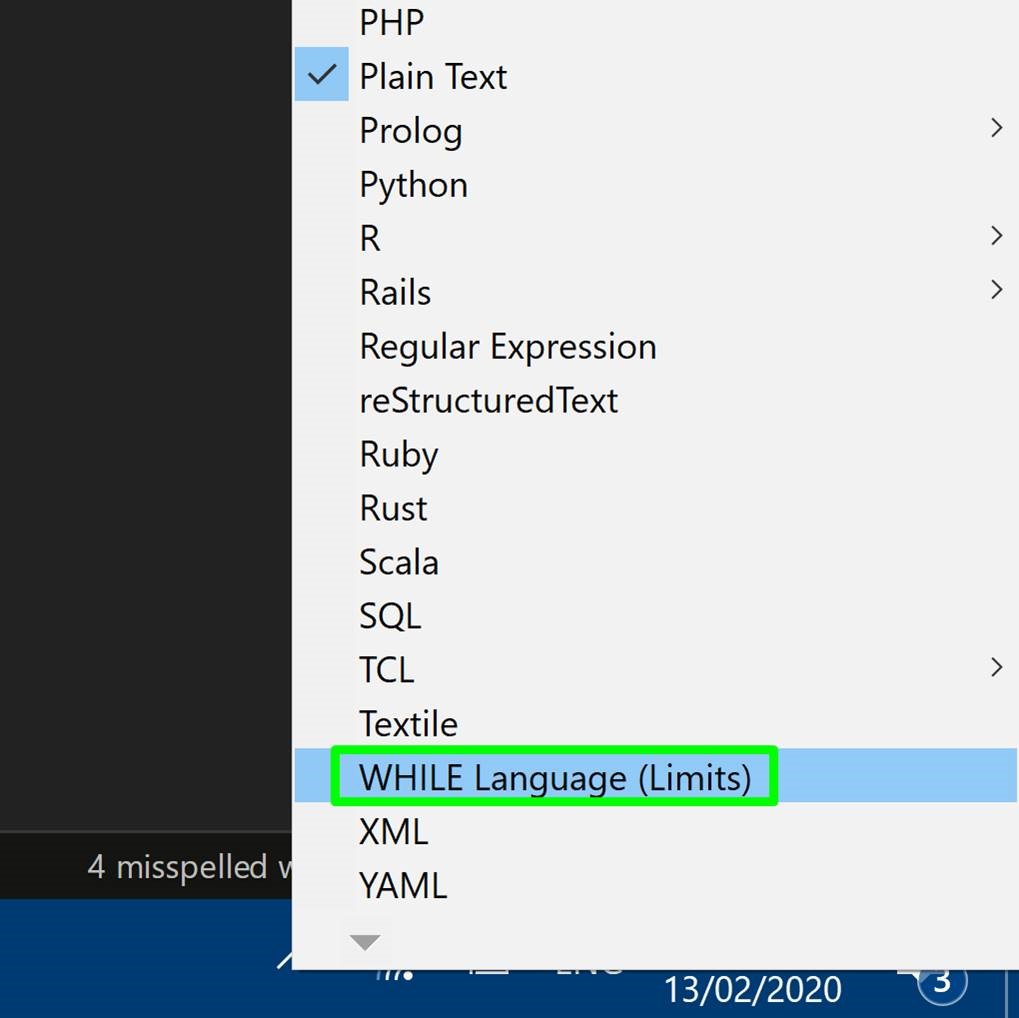 PHP
Plain Text
Prolog
Python
R
Rails
Regular Expression
reStructuredText
Ruby
Rust
Scala
SQL
TCL
Textile
WHILE Language (Limits)
XML
YAML
4 misspelled
13/02/2020
3